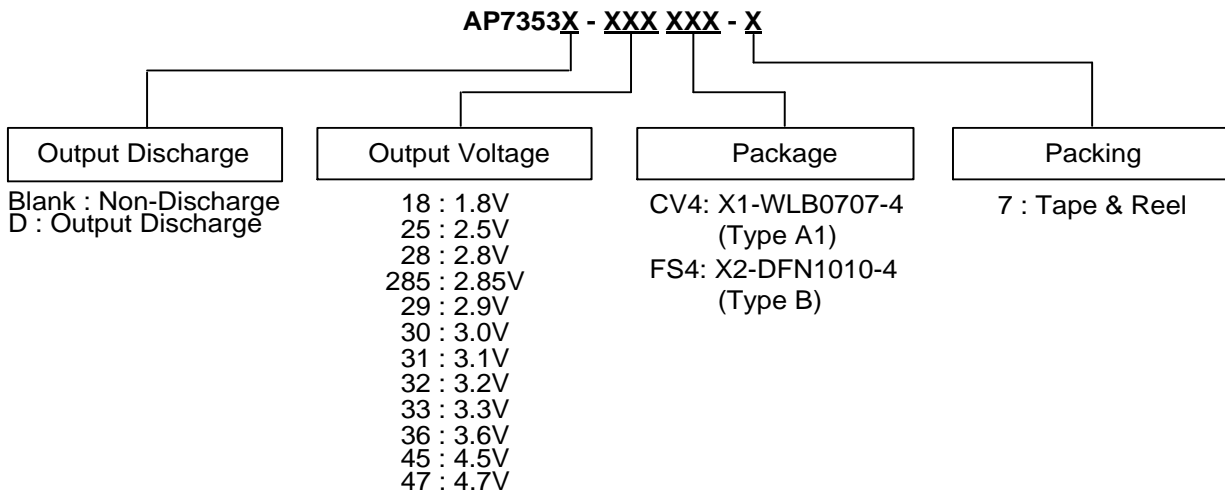 AP7353X - XXX XXX - X
Output Discharge
Blank : Non-Discharge
D : Output Discharge
Output Voltage
18 : 1.8V
25 : 2.5V
28 : 2.8V
285 : 2.85V
29 : 2.9V
30 : 3.0V
31 : 3.1V
32 : 3.2V
33 : 3.3V
36 : 3.6V
45 : 4.5V
47 : 4.7V
Package
CV4: X1-WLB0707-4
(Type A1)
FS4: X2-DFN1010-4
(Type B)
Packing
7 : Tape & Reel